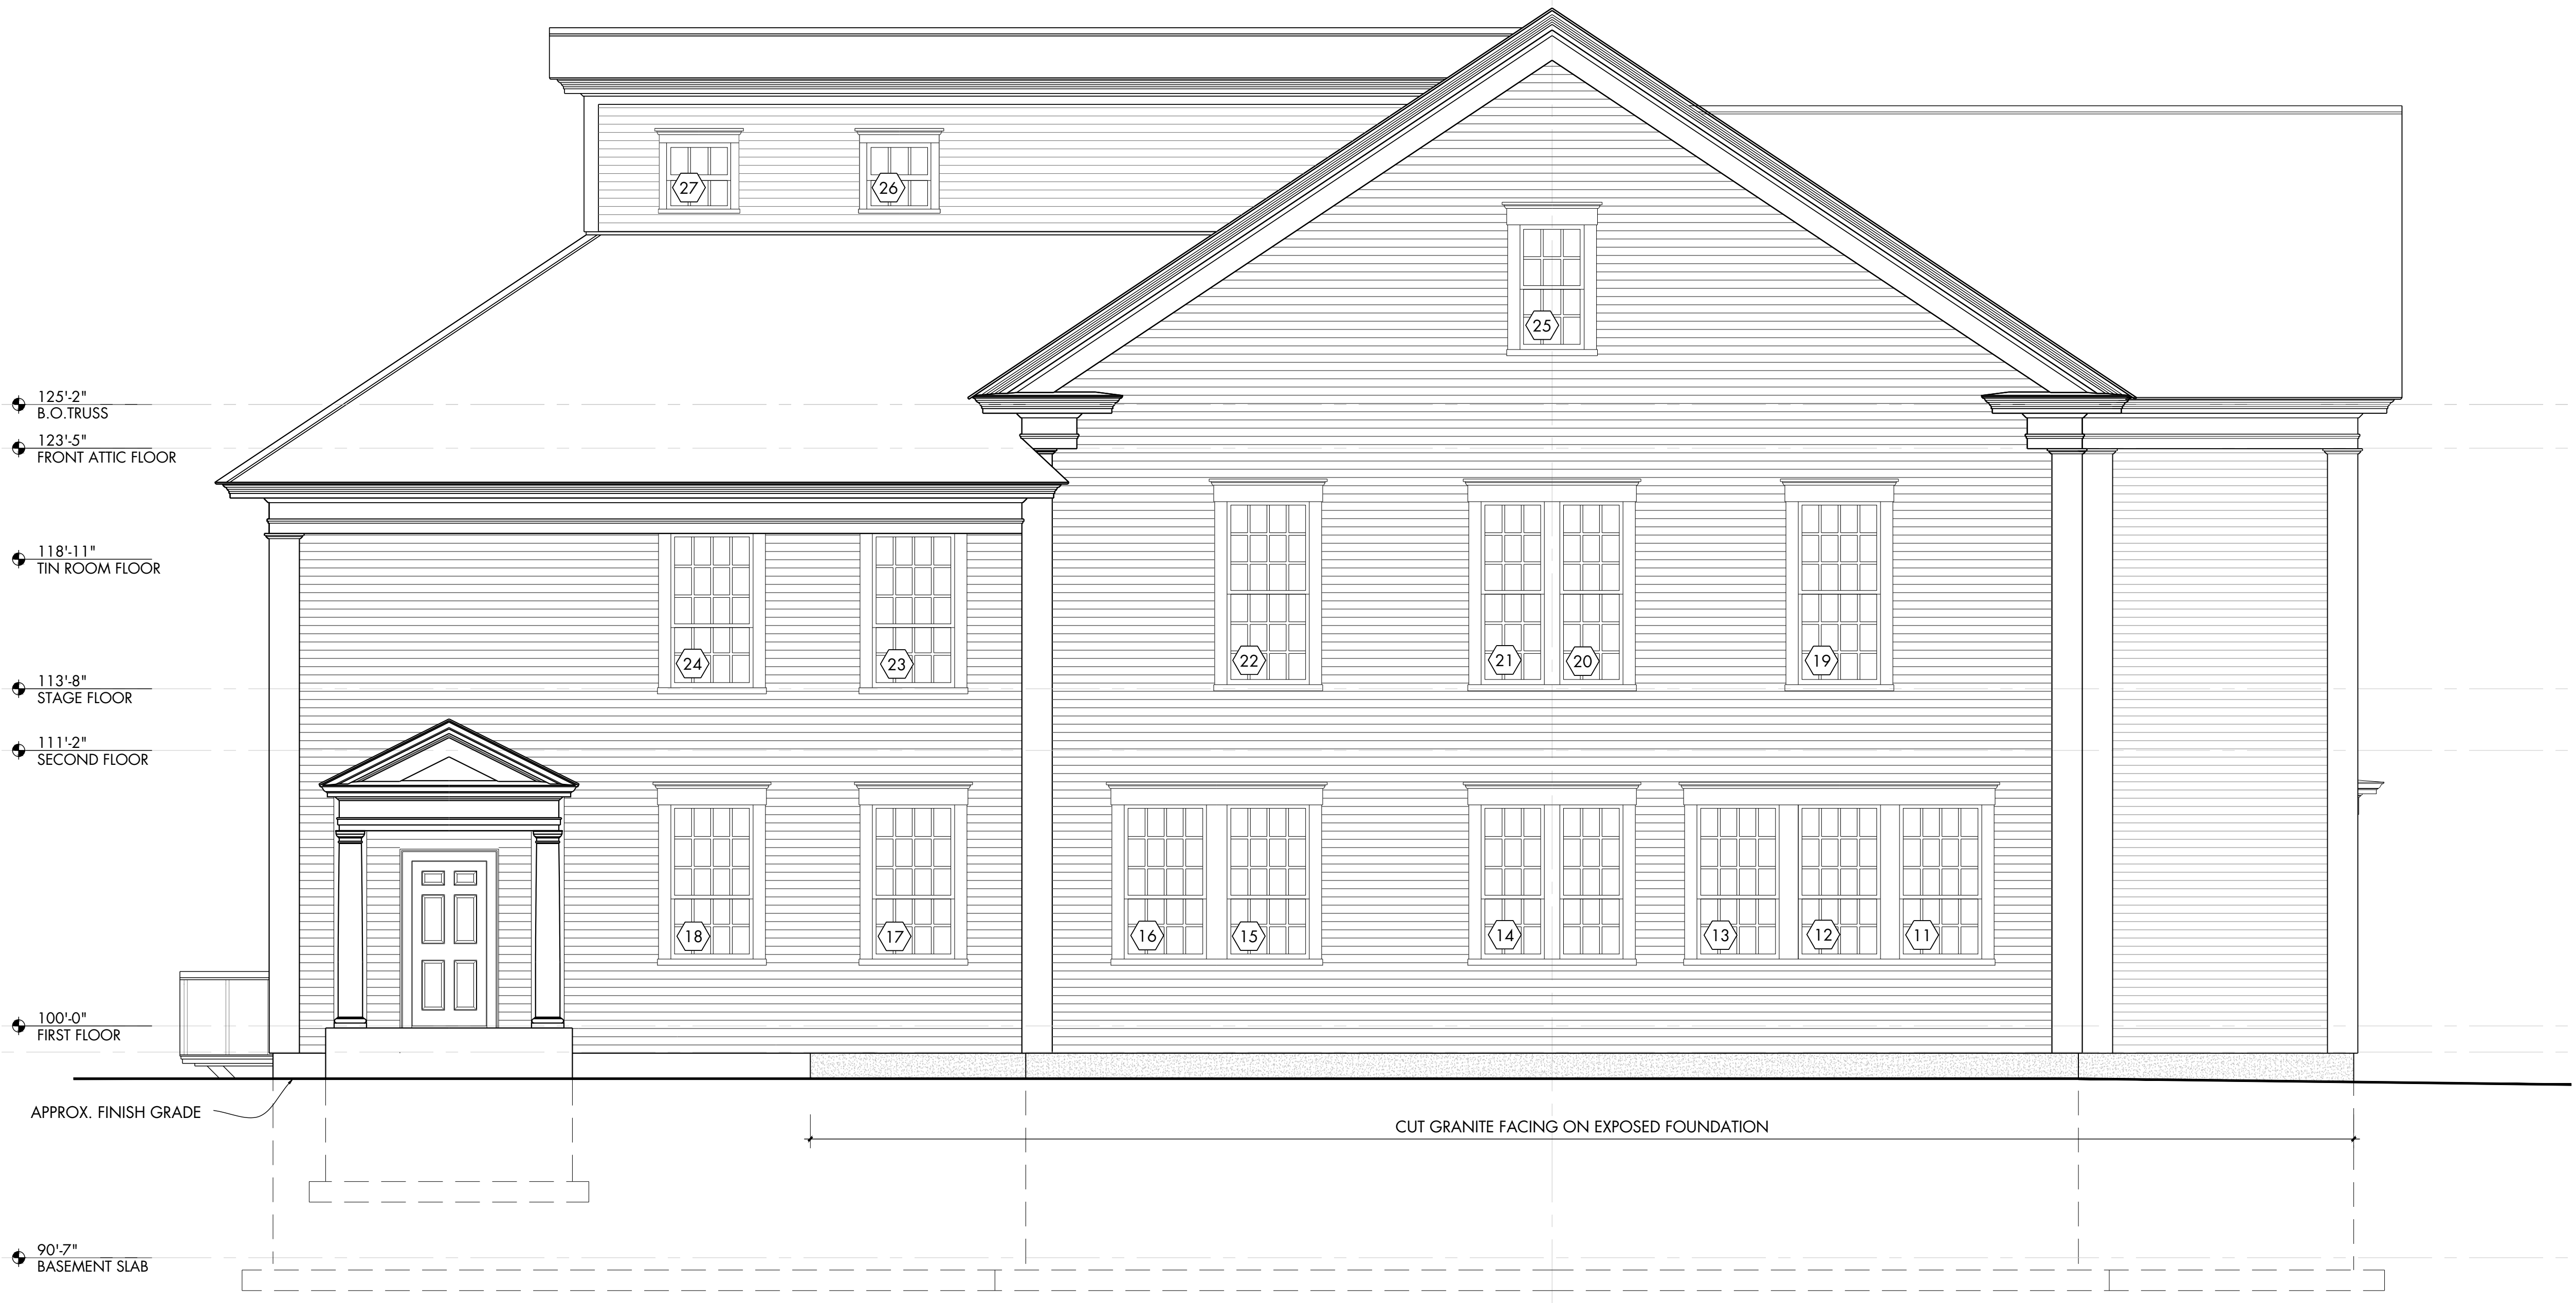 27
26
25
125'-2"
B.O.TRUSS
123'-5"
FRONT ATTIC FLOOR
118'-11"
TIN ROOM FLOOR
24
23
22
21
20
19
113'-8"
STAGE FLOOR
111'-2"
SECOND FLOOR
18
17
16
15
14
13
12
11
100'-0"
FIRST FLOOR
APPROX. FINISH GRADE
CUT GRANITE FACING ON EXPOSED FOUNDATION
90'-7"
BASEMENT SLAB